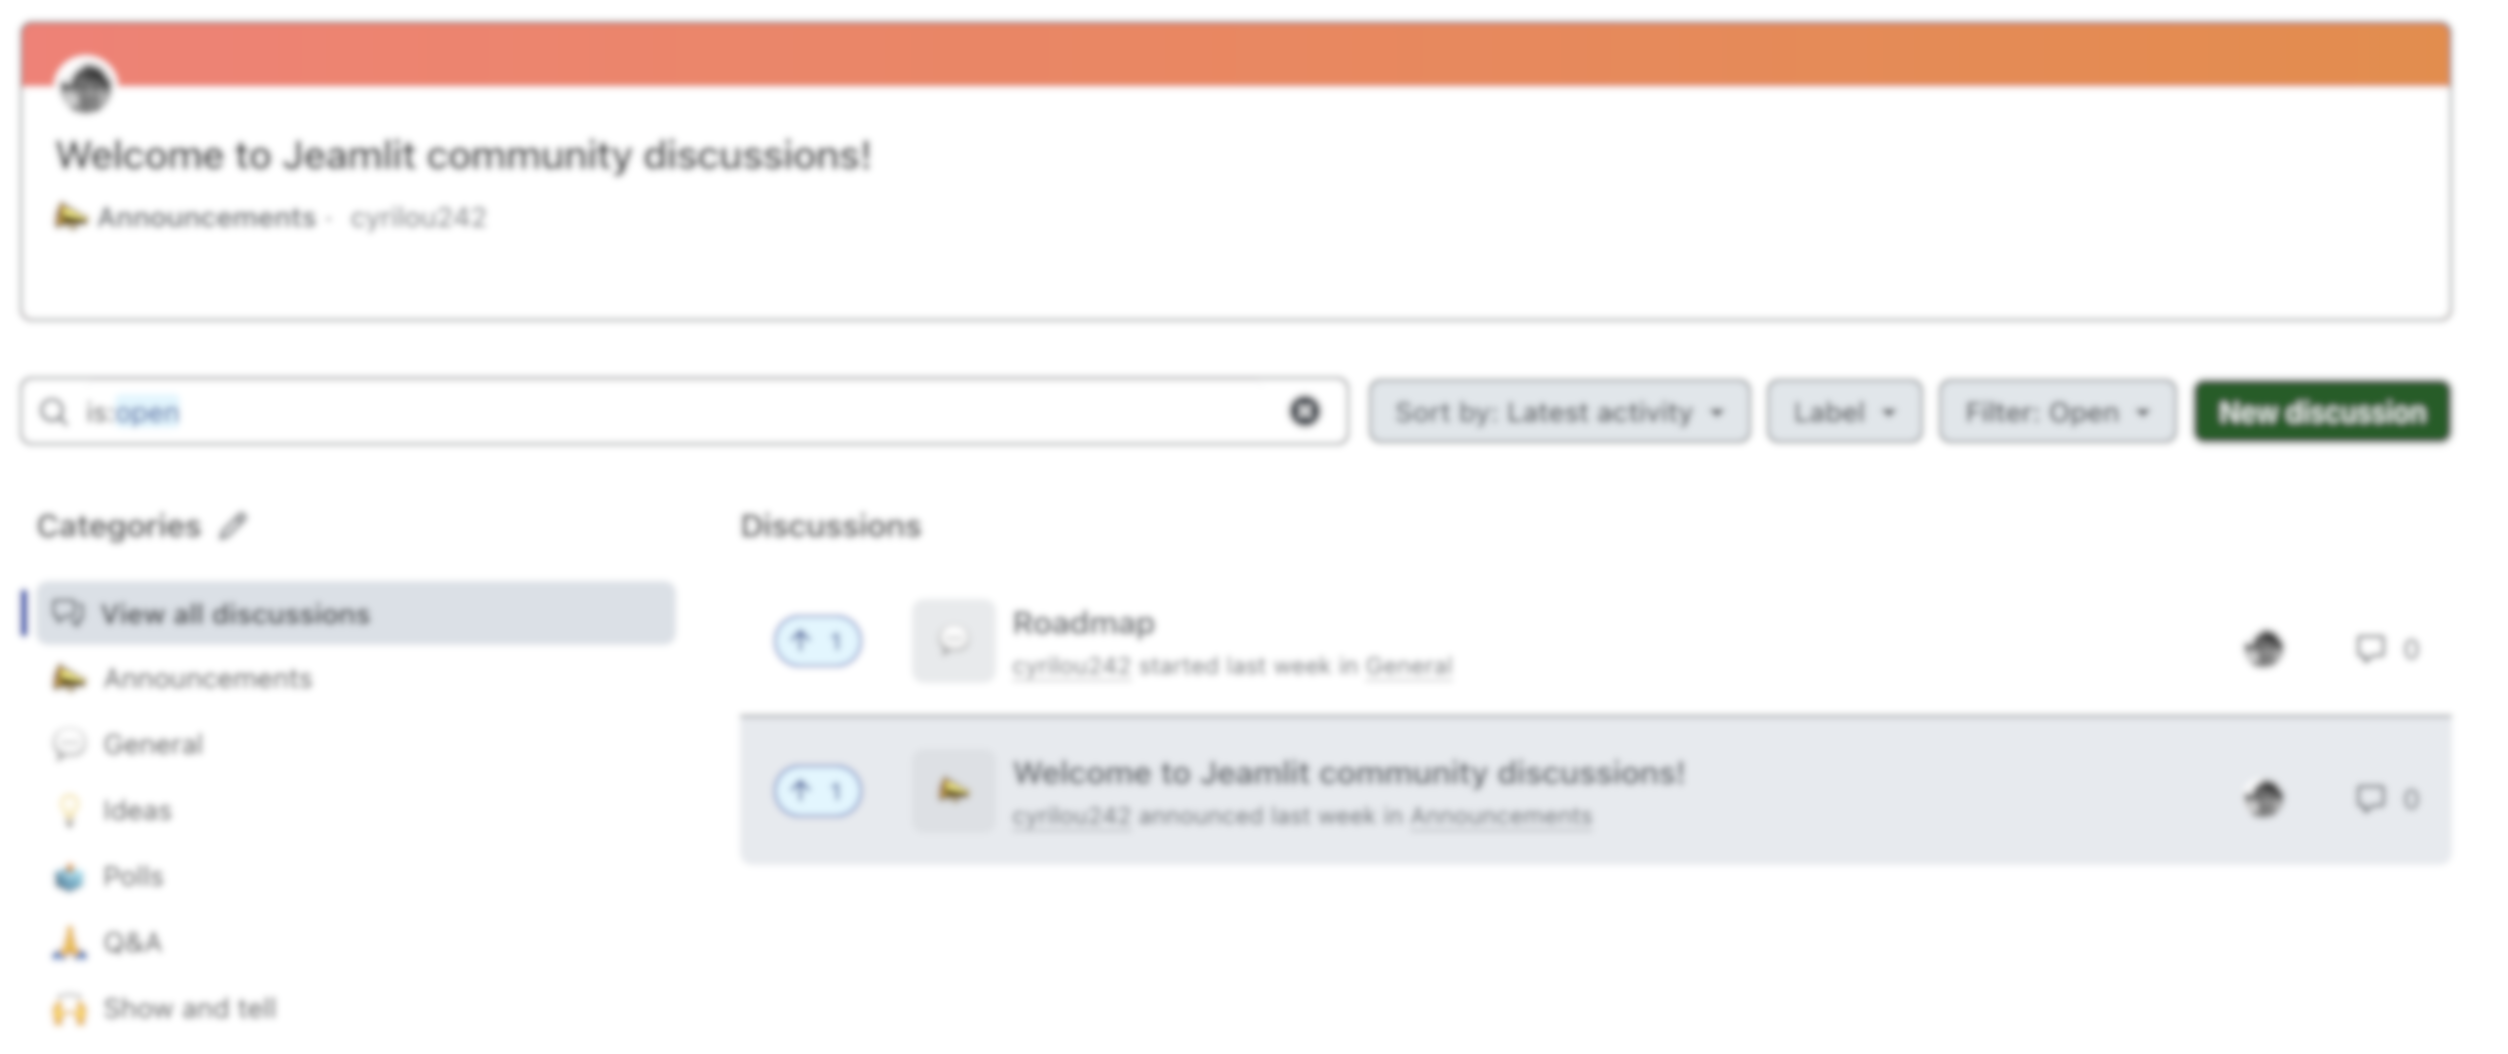 Welcome to Jeamlit community discussions!
Announcements · cyrilou242
is:open
Sort by: Latest activity
Label
Filter: Open
New discussion
Categories
View all discussions
Announcements
General
Ideas
Polls
Q&A
Show and tell
Discussions
↑ 1
Roadmap
cyrilou242 started last week in General
0
↑ 1
Welcome to Jeamlit community discussions!
cyrilou242 announced last week in Announcements
0